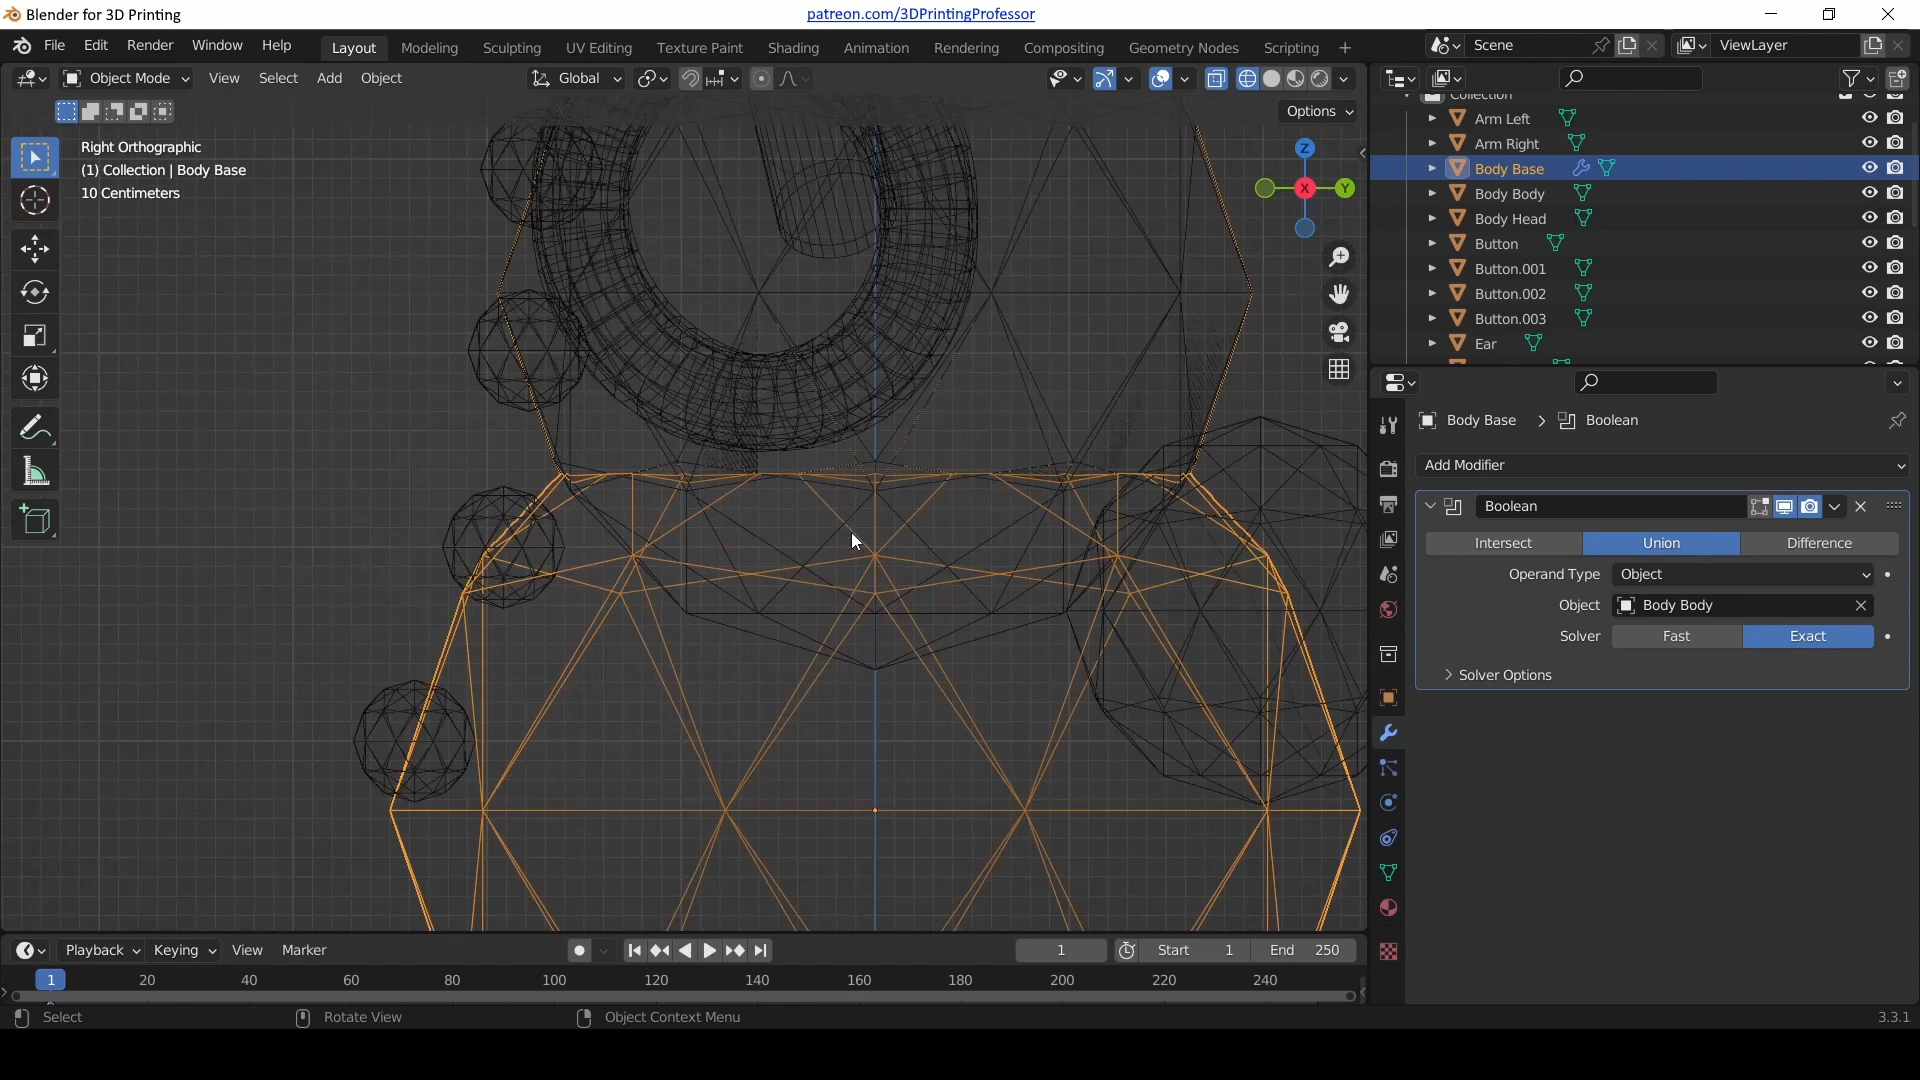 Blender for 3D Printing
patreon.com/3DPrintingProfessor
File Edit Render Window Help
Layout Modeling Sculpting UV Editing Texture Paint Shading Animation Rendering Compositing Geometry Nodes Scripting +
Scene
ViewLayer
Object Mode View Select Add Object
Global
Options
Right Orthographic
(1) Collection | Body Base
10 Centimeters
Z
X
Y
Collection
Arm Left
Arm Right
Body Base
Body Body
Body Head
Button
Button.001
Button.002
Button.003
Ear
Body Base > Boolean
Add Modifier
Boolean
Intersect Union Difference
Operand Type Object
Object Body Body
Solver Fast Exact
Solver Options
Playback Keying View Marker
1
Start 1
End 250
1 20 40 60 80 100 120 140 160 180 200 220 240
Select
Rotate View
Object Context Menu
3.3.1